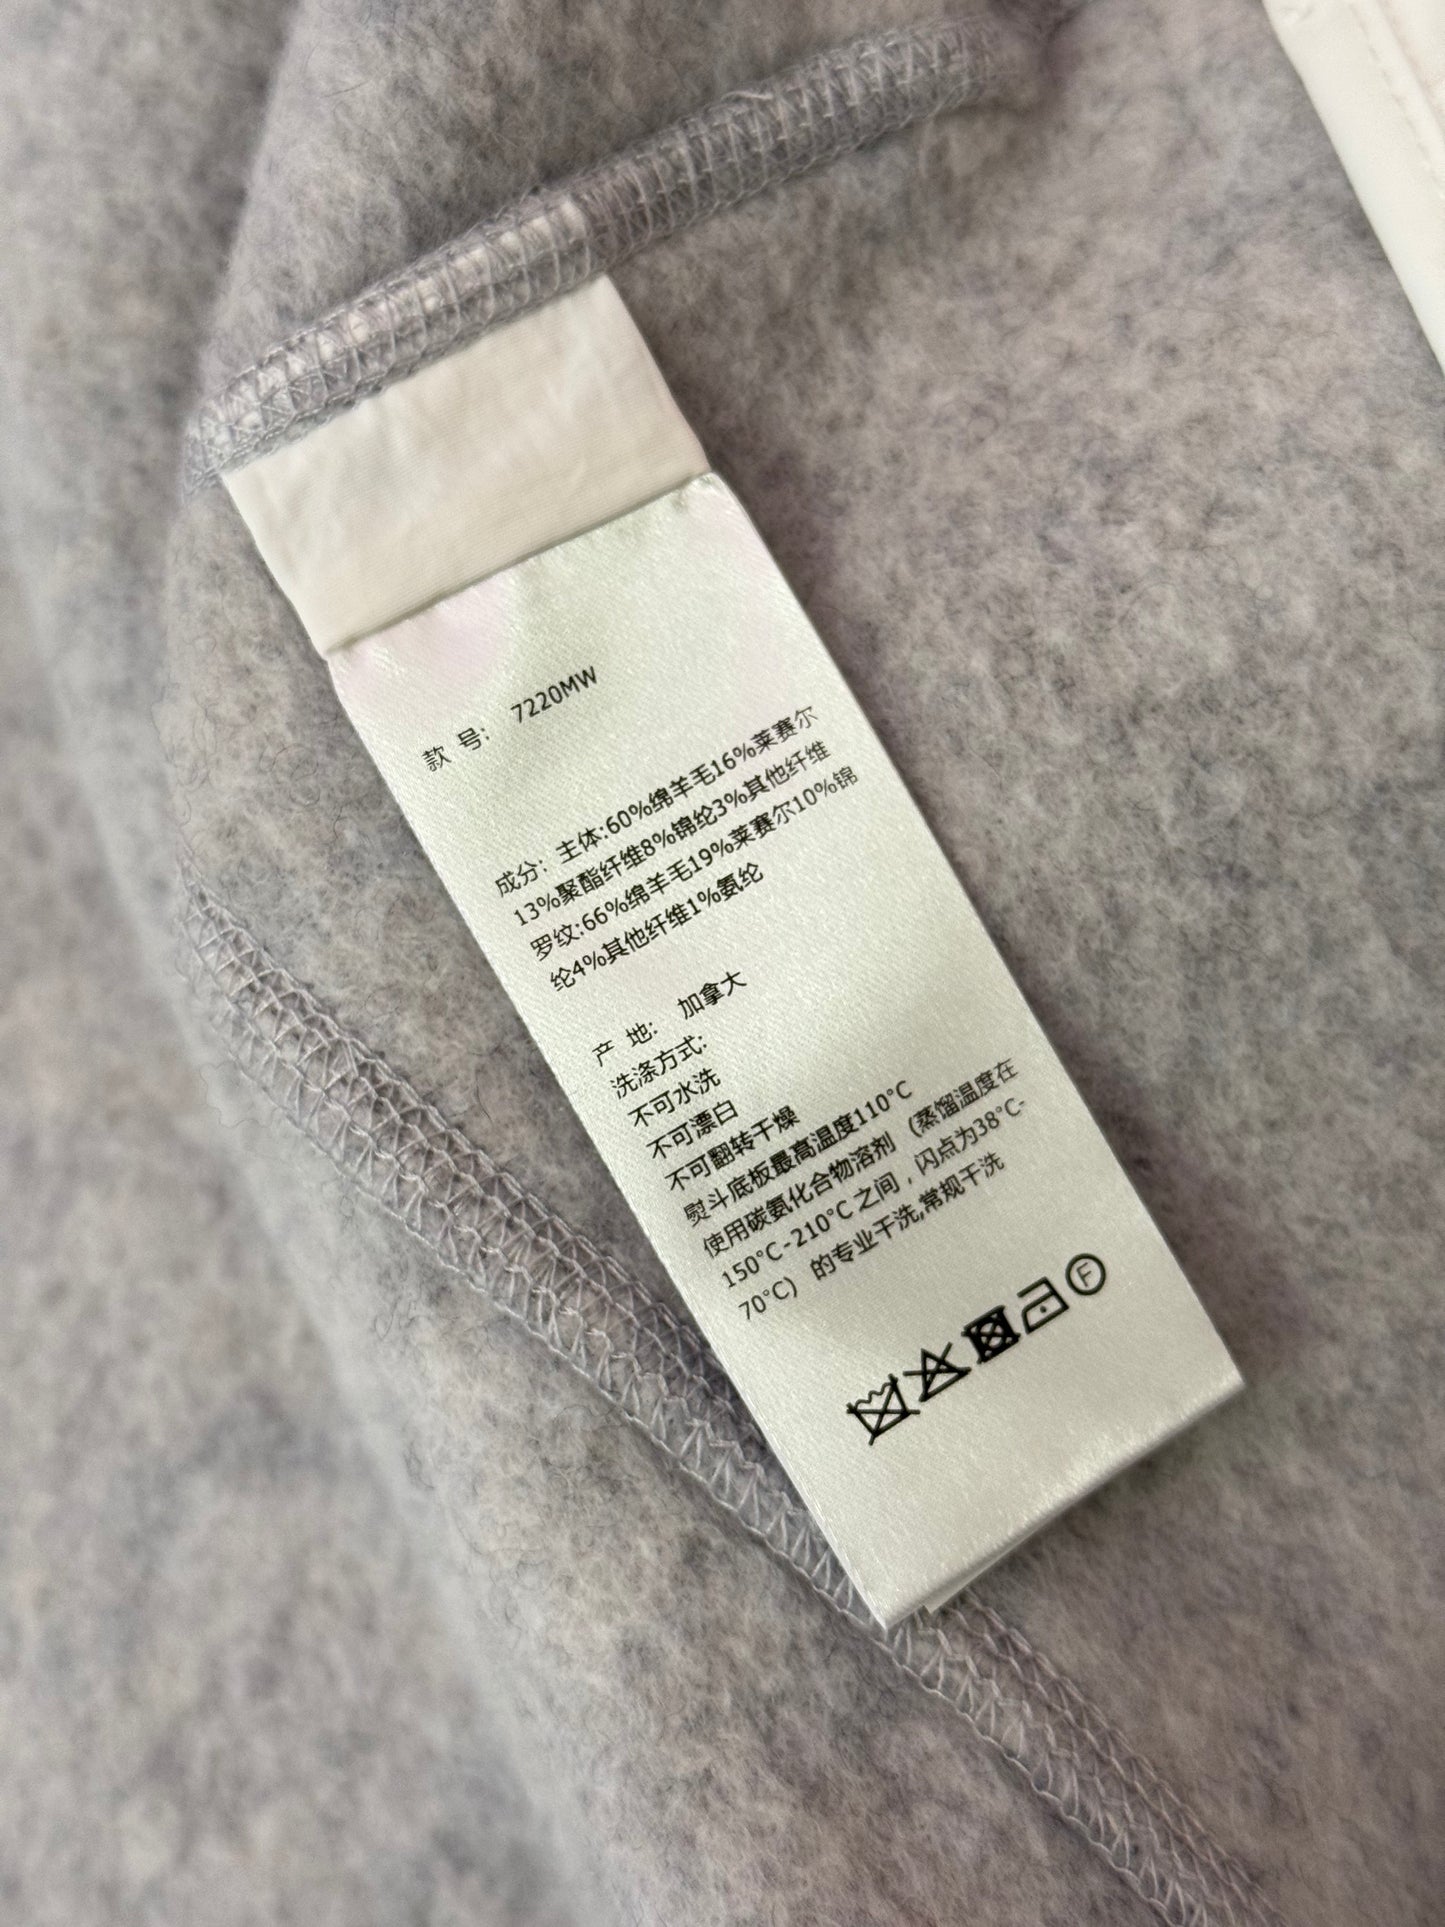 款 号: 7220MW
成分: 主体:60%绵羊毛16%莱赛尔
13%聚酯纤维8%锦纶3%其他纤维
罗纹:66%绵羊毛19%莱赛尔10%锦
纶4%其他纤维1%氨纶
产 地: 加拿大
洗涤方式:
不可水洗
不可漂白
不可翻转干燥
熨斗底板最高温度110°C
使用碳氨化合物溶剂 (蒸馏温度在
150°C-210°C 之间,闪点为38°C-
70°C) 的专业干洗,常规干洗
F